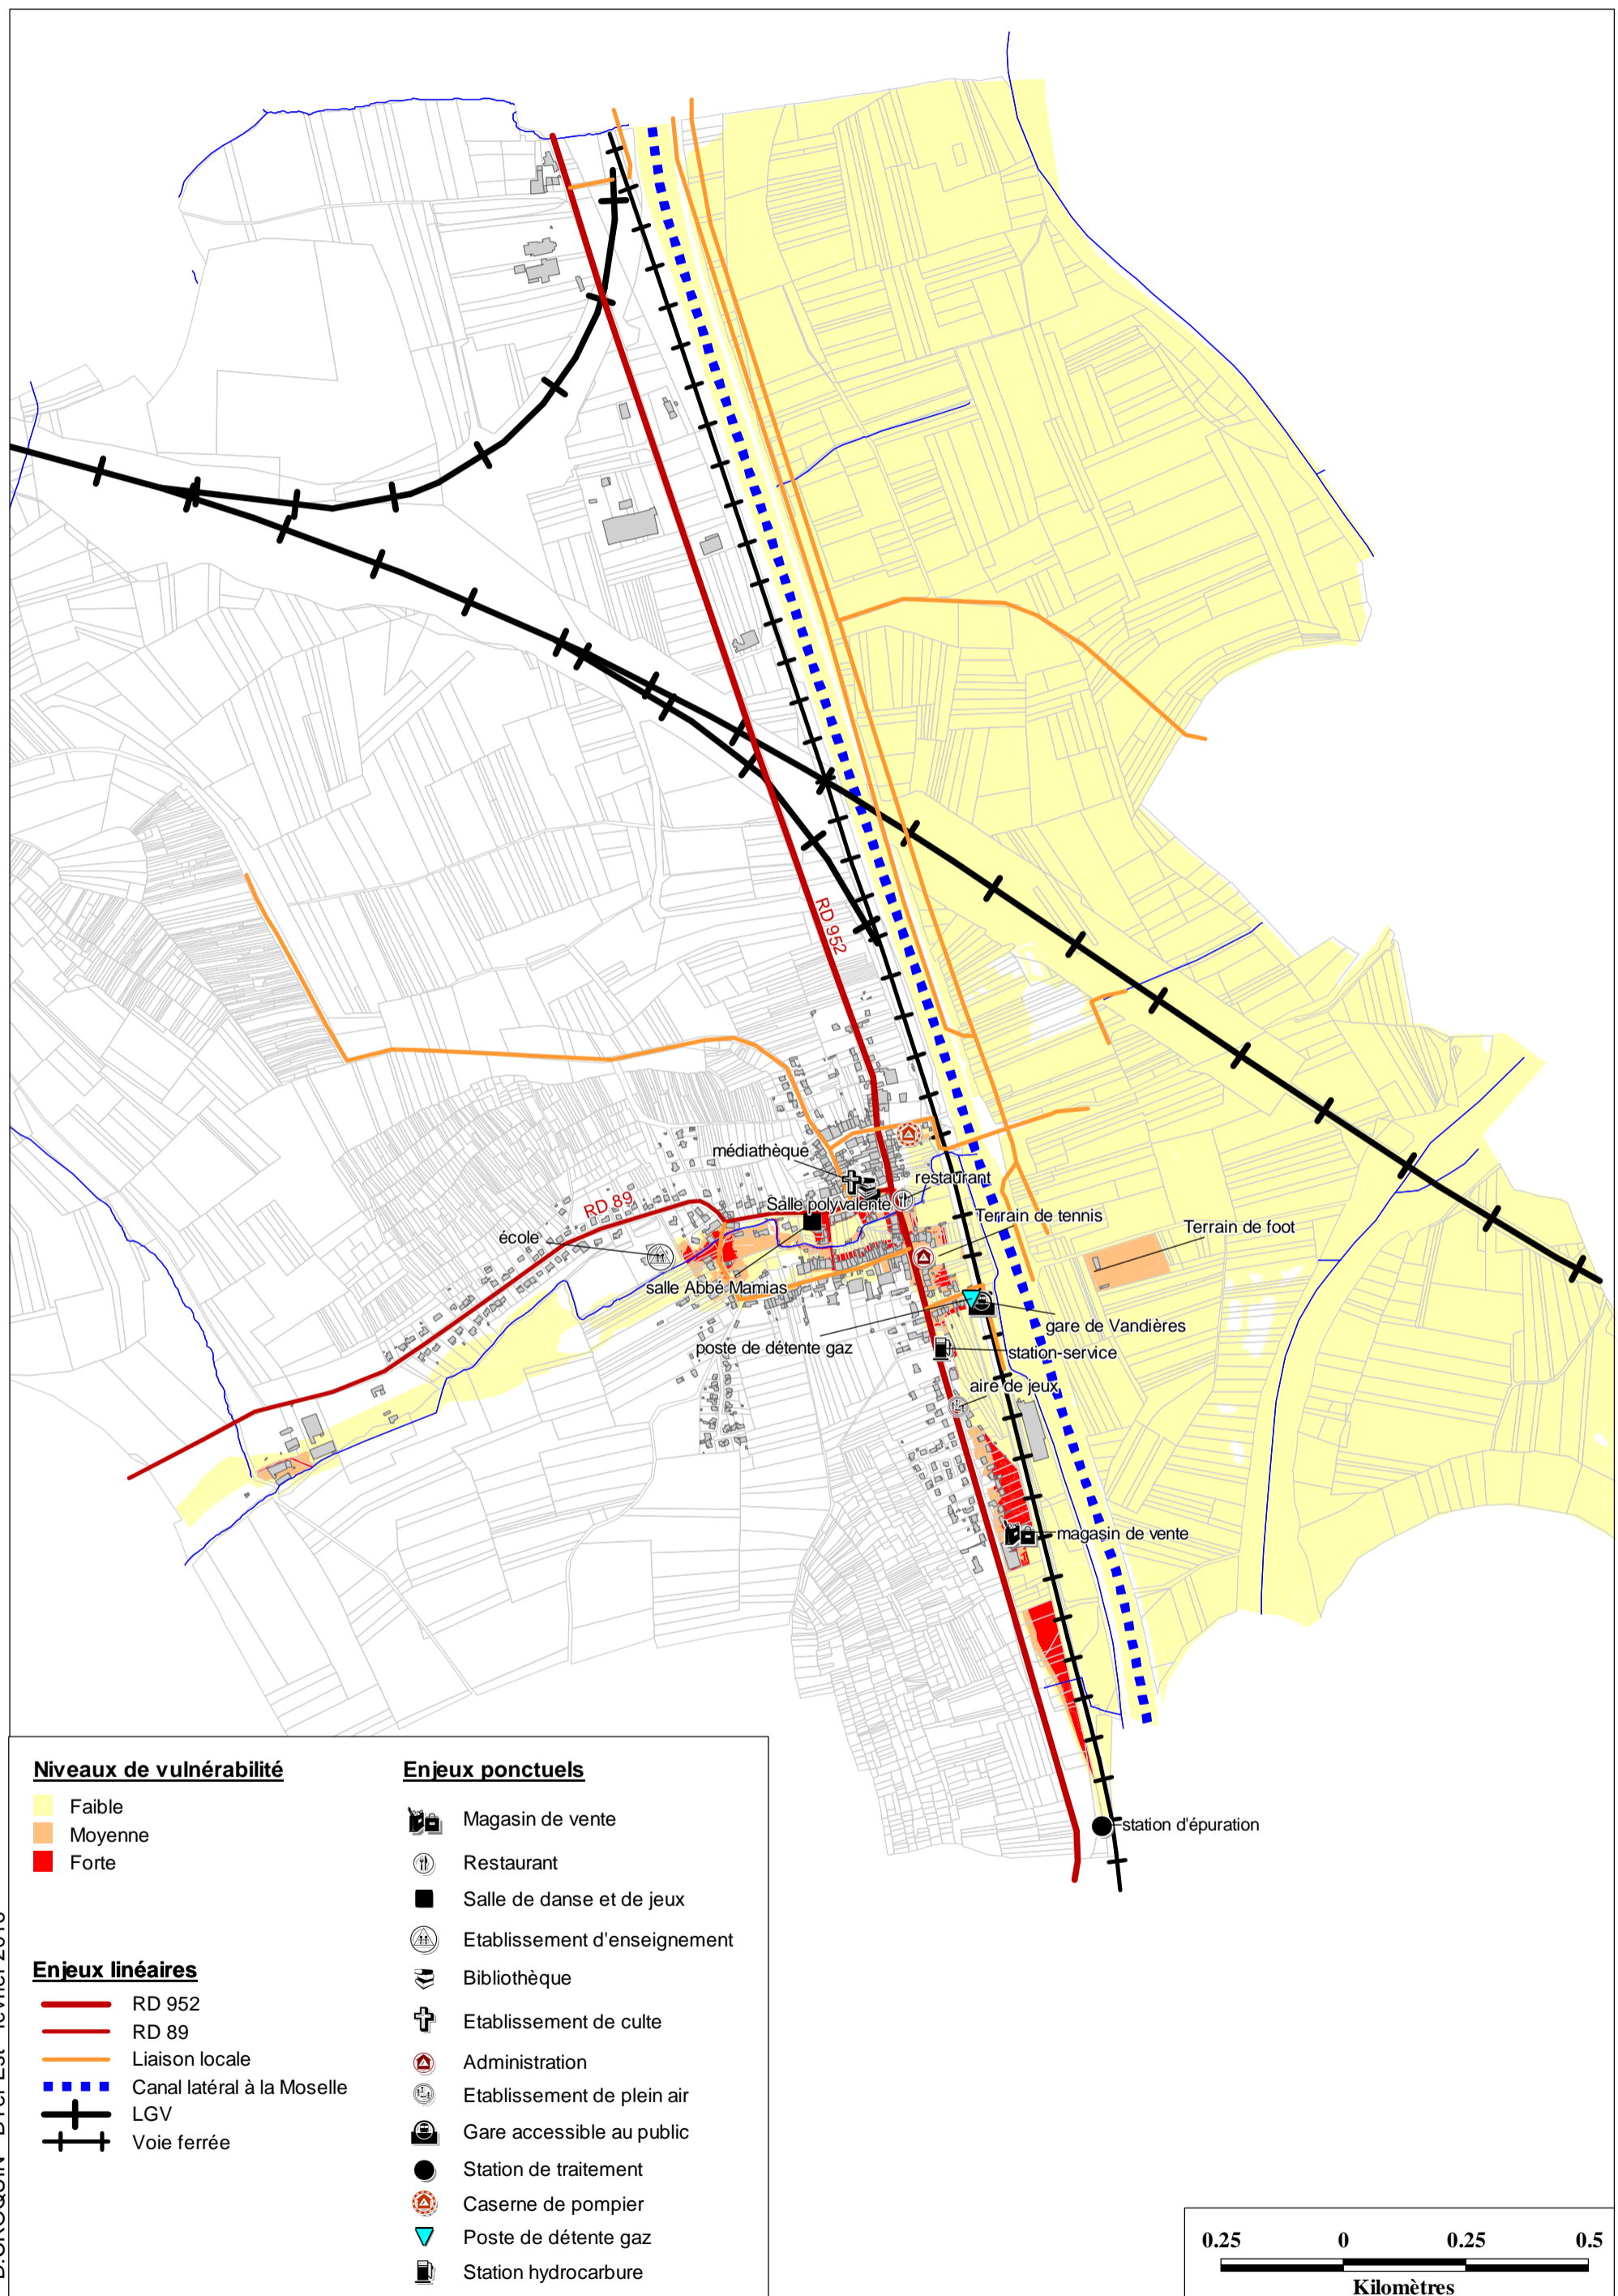 RD 952
médiathèque
restaurant
Salle polyvalente
RD 89
Terrain de tennis
Terrain de foot
école
salle Abbé Mamias
gare de Vandières
poste de détente gaz
station-service
aire de jeux
magasin de vente
station d'épuration
Niveaux de vulnérabilité
Faible
Moyenne
Forte
Enjeux linéaires
RD 952
RD 89
Liaison locale
Canal latéral à la Moselle
LGV
Voie ferrée
Enjeux ponctuels
Magasin de vente
Restaurant
Salle de danse et de jeux
Etablissement d'enseignement
Bibliothèque
Etablissement de culte
Administration
Etablissement de plein air
Gare accessible au public
Station de traitement
Caserne de pompier
Poste de détente gaz
Station hydrocarbure
0.25 0 0.25 0.5
Kilomètres